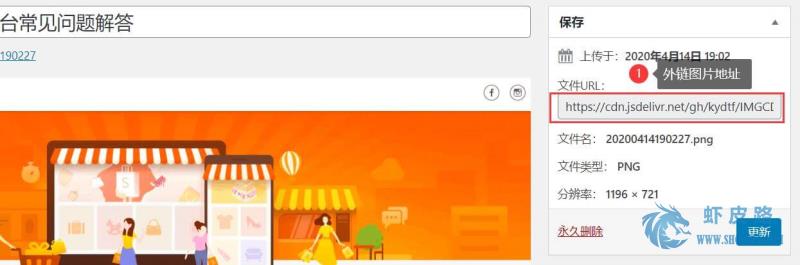 台常见问题解答
190227
保存
上传于：2020年4月14日 19:02
1 外链图片地址
文件URL：
https://cdn.jsdelivr.net/gh/kydtf/IMGCD
文件名： 20200414190227.png
文件类型： PNG
分辨率： 1196 × 721
虾皮路
永久删除
更新